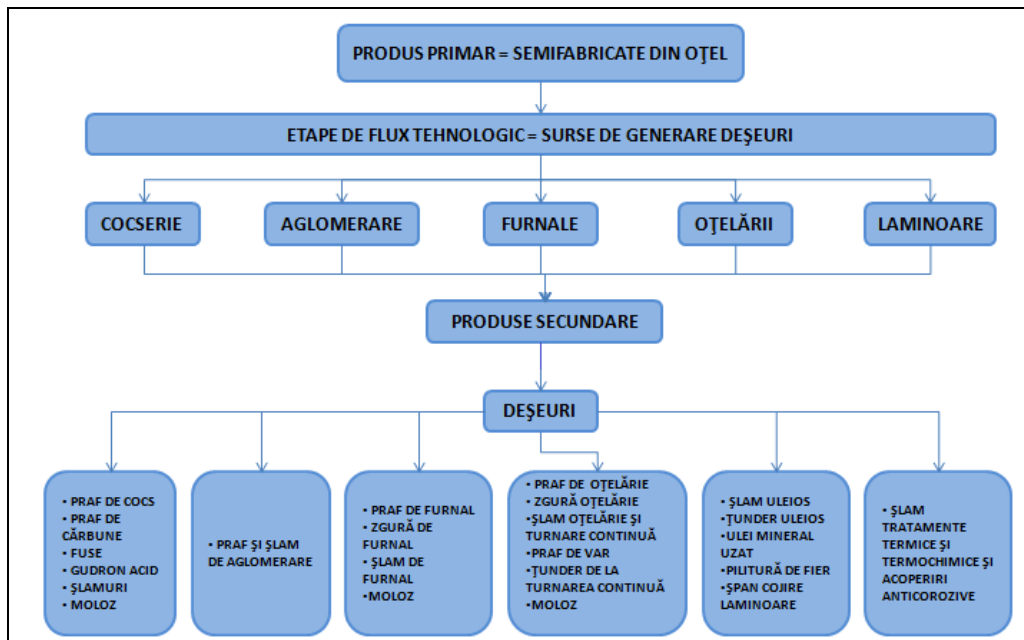 PRODUS PRIMAR = SEMIFABRICATE DIN OŢEL
ETAPE DE FLUX TEHNOLOGIC = SURSE DE GENERARE DEŞEURI
COCSERIE
AGLOMERARE
FURNALE
OŢELĂRII
LAMINOARE
PRODUSE SECUNDARE
DEŞEURI
• PRAF DE COCS
• PRAF DE
CĂRBUNE
• FUSE
• GUDRON ACID
• ŞLAMURI
• MOLOZ
• PRAF ŞI ŞLAM
DE AGLOMERARE
• PRAF DE FURNAL
• ZGURĂ DE
FURNAL
• ŞLAM DE
FURNAL
•MOLOZ
• PRAF DE OŢELĂRIE
• ZGURĂ OŢELĂRIE
•ŞLAM OŢELĂRIE ŞI
TURNARE CONTINUĂ
•PRAF DE VAR
•ŢUNDER DE LA
TURNAREA CONTINUĂ
•MOLOZ
• ŞLAM ULEIOS
•ŢUNDER ULEIOS
•ULEI MINERAL
UZAT
•PILITURĂ DE FIER
•ŞPAN COJIRE
LAMINOARE
• ŞLAM
TRATAMENTE
TERMICE ŞI
TERMOCHIMICE ŞI
ACOPERIRI
ANTICOROZIVE